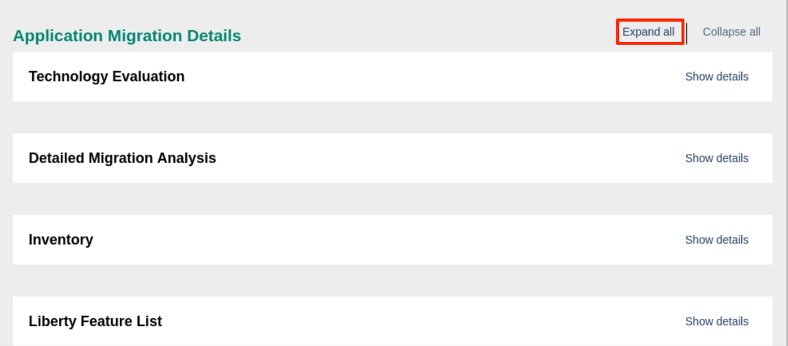 Application Migration Details
Expand all
Collapse all
Technology Evaluation
Show details
Detailed Migration Analysis
Show details
Inventory
Show details
Liberty Feature List
Show details